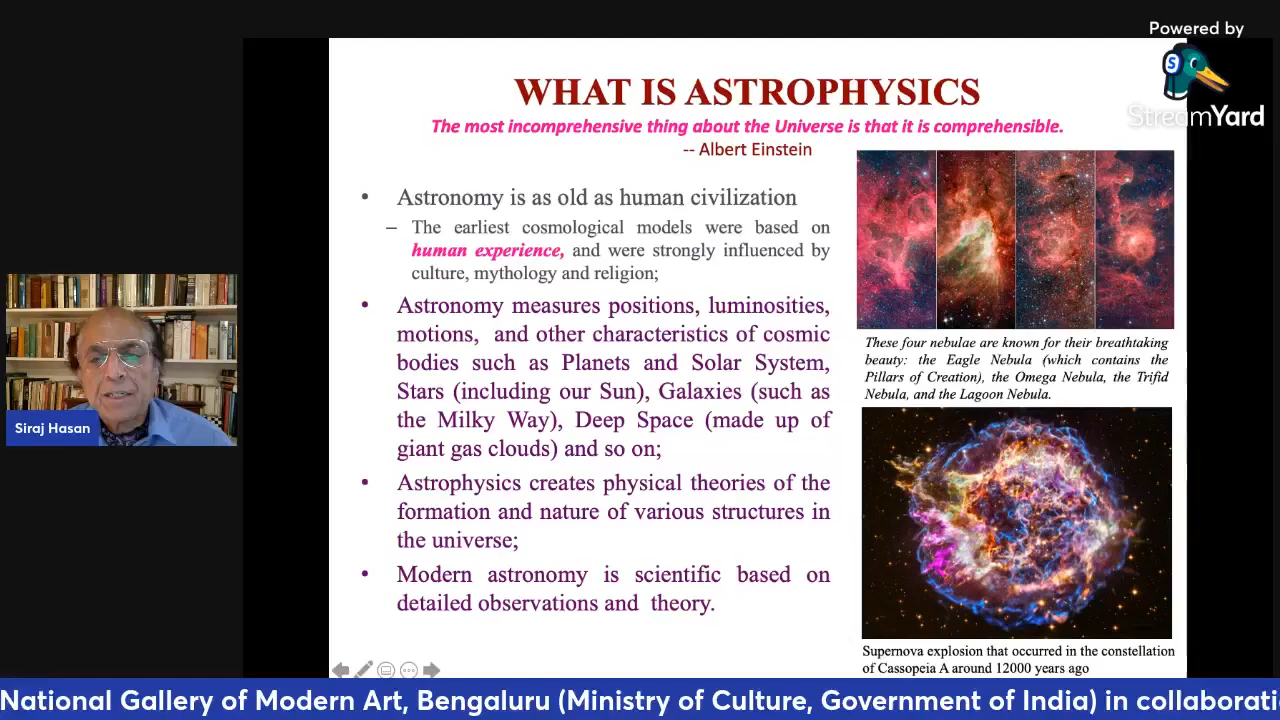 Powered by
StreamYard
WHAT IS ASTROPHYSICS
The most incomprehensive thing about the Universe is that it is comprehensible.
-- Albert Einstein
• Astronomy is as old as human civilization
– The earliest cosmological models were based on
human experience, and were strongly influenced by
culture, mythology and religion;
• Astronomy measures positions, luminosities,
motions, and other characteristics of cosmic
bodies such as Planets and Solar System,
Stars (including our Sun), Galaxies (such as
the Milky Way), Deep Space (made up of
giant gas clouds) and so on;
• Astrophysics creates physical theories of the
formation and nature of various structures in
the universe;
• Modern astronomy is scientific based on
detailed observations and theory.
These four nebulae are known for their breathtaking
beauty: the Eagle Nebula (which contains the
Pillars of Creation), the Omega Nebula, the Trifid
Nebula, and the Lagoon Nebula.
Supernova explosion that occurred in the constellation
of Cassopeia A around 12000 years ago
Siraj Hasan
National Gallery of Modern Art, Bengaluru (Ministry of Culture, Government of India) in collaborati